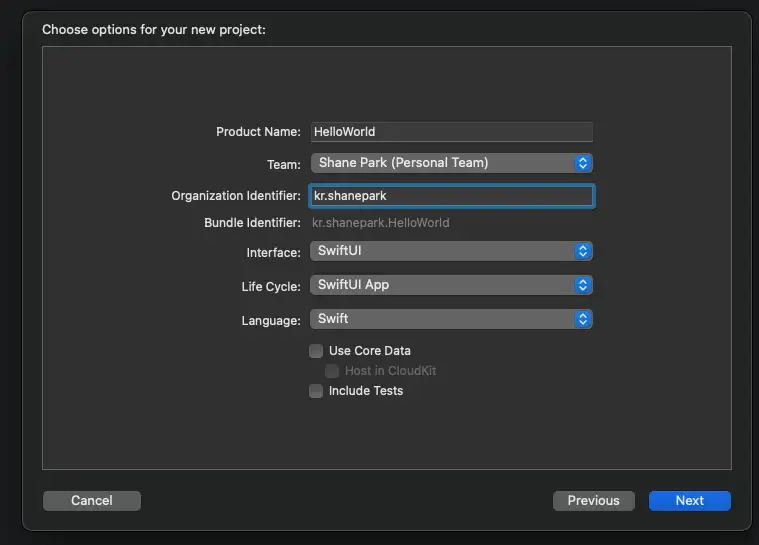 Choose options for your new project:
Product Name: HelloWorld
Team: Shane Park (Personal Team)
Organization Identifier: kr.shanepark
Bundle Identifier: kr.shanepark.HelloWorld
Interface: SwiftUI
Life Cycle: SwiftUI App
Language: Swift
Use Core Data
Host in CloudKit
Include Tests
Cancel Previous Next